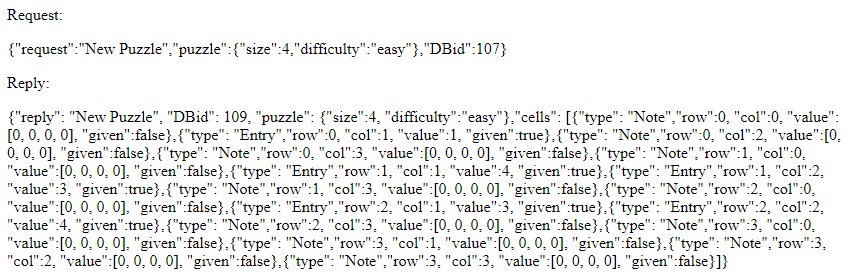 Request:
{"request":"New Puzzle","puzzle":{"size":4,"difficulty":"easy"},"DBid":107}
Reply:
{"reply": "New Puzzle", "DBid": 109, "puzzle": {"size":4, "difficulty":"easy"},"cells": [{"type": "Note","row":0, "col":0, "value":
[0, 0, 0, 0], "given":false},{"type": "Entry","row":0, "col":1, "value":1, "given":true},{"type": "Note","row":0, "col":2, "value":[0,
0, 0, 0], "given":false},{"type": "Note","row":0, "col":3, "value":[0, 0, 0, 0], "given":false},{"type": "Note","row":1, "col":0,
"value":[0, 0, 0, 0], "given":false},{"type": "Entry","row":1, "col":1, "value":4, "given":true},{"type": "Entry","row":1, "col":2,
"value":3, "given":true},{"type": "Note","row":1, "col":3, "value":[0, 0, 0, 0], "given":false},{"type": "Note","row":2, "col":0,
"value":[0, 0, 0, 0], "given":false},{"type": "Entry","row":2, "col":1, "value":3, "given":true},{"type": "Entry","row":2, "col":2,
"value":4, "given":true},{"type": "Note","row":2, "col":3, "value":[0, 0, 0, 0], "given":false},{"type": "Note","row":3, "col":0,
"value":[0, 0, 0, 0], "given":false},{"type": "Note","row":3, "col":1, "value":[0, 0, 0, 0], "given":false},{"type": "Note","row":3,
"col":2, "value":[0, 0, 0, 0], "given":false},{"type": "Note","row":3, "col":3, "value":[0, 0, 0, 0], "given":false}]}